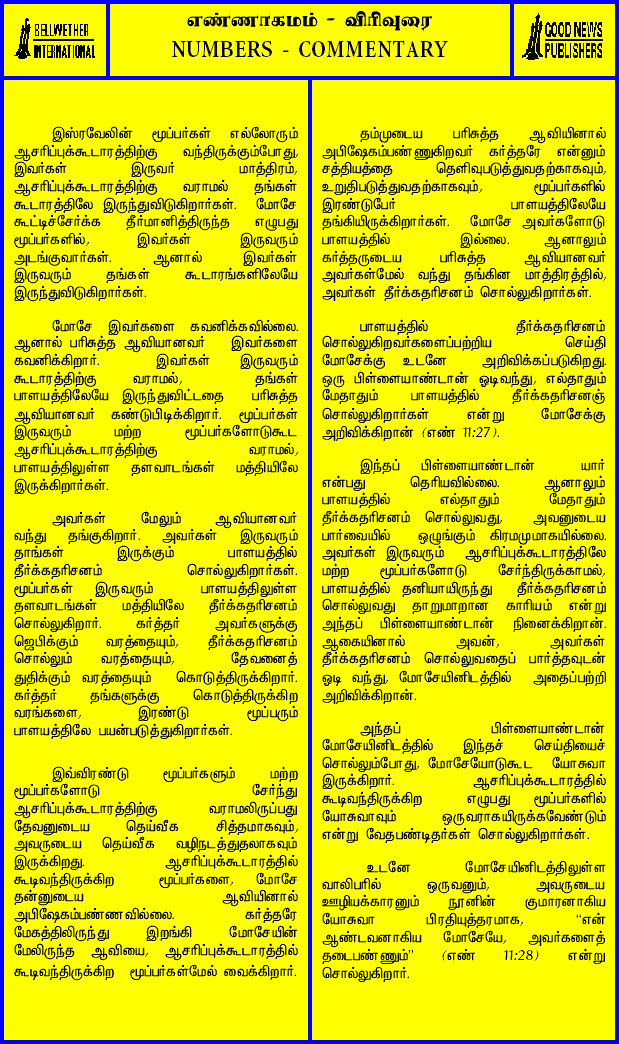 BELLWETHER
INTERNATIONAL
எண்ணாகமம் - விரிவுரை
NUMBERS - COMMENTARY
GOOD NEWS
PUBLISHERS
இஸ்ரவேலின் மூப்பர்கள் எல்லோரும்
ஆசரிப்புக்கூடாரத்திற்கு வந்திருக்கும்போது,
இவர்கள் இருவர் மாத்திரம்,
ஆசரிப்புக்கூடாரத்திற்கு வராமல் தங்கள்
கூடாரத்திலே இருந்துவிடுகிறார்கள். மோசே
கூட்டிச்சேர்க்க தீர்மானித்திருந்த எழுபது
மூப்பர்களில், இவர்கள் இருவரும்
அடங்குவார்கள். ஆனால் இவர்கள்
இருவரும் தங்கள் கூடாரங்களிலேயே
இருந்துவிடுகிறார்கள்.
மோசே இவர்களை கவனிக்கவில்லை.
ஆனால் பரிசுத்த ஆவியானவர் இவர்களை
கவனிக்கிறார். இவர்கள் இருவரும்
கூடாரத்திற்கு வராமல், தங்கள்
பாளயத்திலேயே இருந்துவிட்டதை பரிசுத்த
ஆவியானவர் கண்டுபிடிக்கிறார். மூப்பர்கள்
இருவரும் மற்ற மூப்பர்களோடுகூட
ஆசரிப்புக்கூடாரத்திற்கு வராமல்,
பாளயத்திலுள்ள தளவாடங்கள் மத்தியிலே
இருக்கிறார்கள்.
அவர்கள் மேலும் ஆவியானவர்
வந்து தங்குகிறார். அவர்கள் இருவரும்
தாங்கள் இருக்கும் பாளயத்தில்
தீர்க்கதரிசனம் சொல்லுகிறார்கள்.
மூப்பர்கள் இருவரும் பாளயத்திலுள்ள
தளவாடங்கள் மத்தியிலே தீர்க்கதரிசனம்
சொல்லுகிறார். கர்த்தர் அவர்களுக்கு
ஜெபிக்கும் வரத்தையும், தீர்க்கதரிசனம்
சொல்லும் வரத்தையும், தேவனைத்
துதிக்கும் வரத்தையும் கொடுத்திருக்கிறார்.
கர்த்தர் தங்களுக்கு கொடுத்திருக்கிற
வரங்களை, இரண்டு மூப்பரும்
பாளயத்திலே பயன்படுத்துகிறார்கள்.
இவ்விரண்டு மூப்பர்களும் மற்ற
மூப்பர்களோடு சேர்ந்து
ஆசரிப்புக்கூடாரத்திற்கு வராமலிருப்பது
தேவனுடைய தெய்வீக சித்தமாகவும்,
அவருடைய தெய்வீக வழிநடத்துதலாகவும்
இருக்கிறது. ஆசரிப்புக்கூடாரத்தில்
கூடிவந்திருக்கிற மூப்பர்களை, மோசே
தன்னுடைய ஆவியினால்
அபிஷேகம்பண்ணவில்லை. கர்த்தரே
மேகத்திலிருந்து இறங்கி மோசேயின்
மேலிருந்த ஆவியை, ஆசரிப்புக்கூடாரத்தில்
கூடிவந்திருக்கிற மூப்பர்கள்மேல் வைக்கிறார்.
தம்முடைய பரிசுத்த ஆவியினால்
அபிஷேகம்பண்ணுகிறவர் கர்த்தரே என்னும்
சத்தியத்தை தெளிவுபடுத்துவதற்காகவும்,
உறுதிபடுத்துவதற்காகவும், மூப்பர்களில்
இரண்டுபேர் பாளயத்திலேயே
தங்கியிருக்கிறார்கள். மோசே அவர்களோடு
பாளயத்தில் இல்லை. ஆனாலும்
கர்த்தருடைய பரிசுத்த ஆவியானவர்
அவர்கள்மேல் வந்து தங்கின மாத்திரத்தில்,
அவர்கள் தீர்க்கதரிசனம் சொல்லுகிறார்கள்.
பாளயத்தில் தீர்க்கதரிசனம்
சொல்லுகிறவர்களைப்பற்றிய செய்தி
மோசேக்கு உடனே அறிவிக்கப்படுகிறது.
ஒரு பிள்ளையாண்டான் ஓடிவந்து, எல்தாதும்
மேதாதும் பாளயத்தில் தீர்க்கதரிசனஞ்
சொல்லுகிறார்கள் என்று மோசேக்கு
அறிவிக்கிறான் (எண் 11:27).
இந்தப் பிள்ளையாண்டான் யார்
என்பது தெரியவில்லை. ஆனாலும்
பாளயத்தில் எல்தாதும் மேதாதும்
தீர்க்கதரிசனம் சொல்லுவது, அவனுடைய
பார்வையில் ஒழுங்கும் கிரமமுமாகயில்லை.
அவர்கள் இருவரும் ஆசரிப்புக்கூடாரத்திலே
மற்ற மூப்பர்களோடு சேர்ந்திருக்காமல்,
பாளயத்தில் தனியாயிருந்து தீர்க்கதரிசனம்
சொல்லுவது தாறுமாறான காரியம் என்று
அந்தப் பிள்ளையாண்டான் நினைக்கிறான்.
ஆகையினால் அவன், அவர்கள்
தீர்க்கதரிசனம் சொல்லுவதைப் பார்த்தவுடன்
ஓடி வந்து, மோசேயினிடத்தில் அதைப்பற்றி
அறிவிக்கிறான்.
அந்தப் பிள்ளையாண்டான்
மோசேயினிடத்தில் இந்தச் செய்தியைச்
சொல்லும்போது, மோசேயோடுகூட யோசுவா
இருக்கிறார். ஆசரிப்புக்கூடாரத்தில்
கூடிவந்திருக்கிற எழுபது மூப்பர்களில்
யோசுவாவும் ஒருவராகயிருக்கவேண்டும்
என்று வேதபண்டிதர்கள் சொல்லுகிறார்கள்.
உடனே மோசேயினிடத்திலுள்ள
வாலிபரில் ஒருவனும், அவருடைய
ஊழியக்காரனும் நூனின் குமாரனாகிய
யோசுவா பிரதியுத்தரமாக, “என்
ஆண்டவனாகிய மோசேயே, அவர்களைத்
தடைபண்ணும்” (எண் 11:28) என்று
சொல்லுகிறார்.